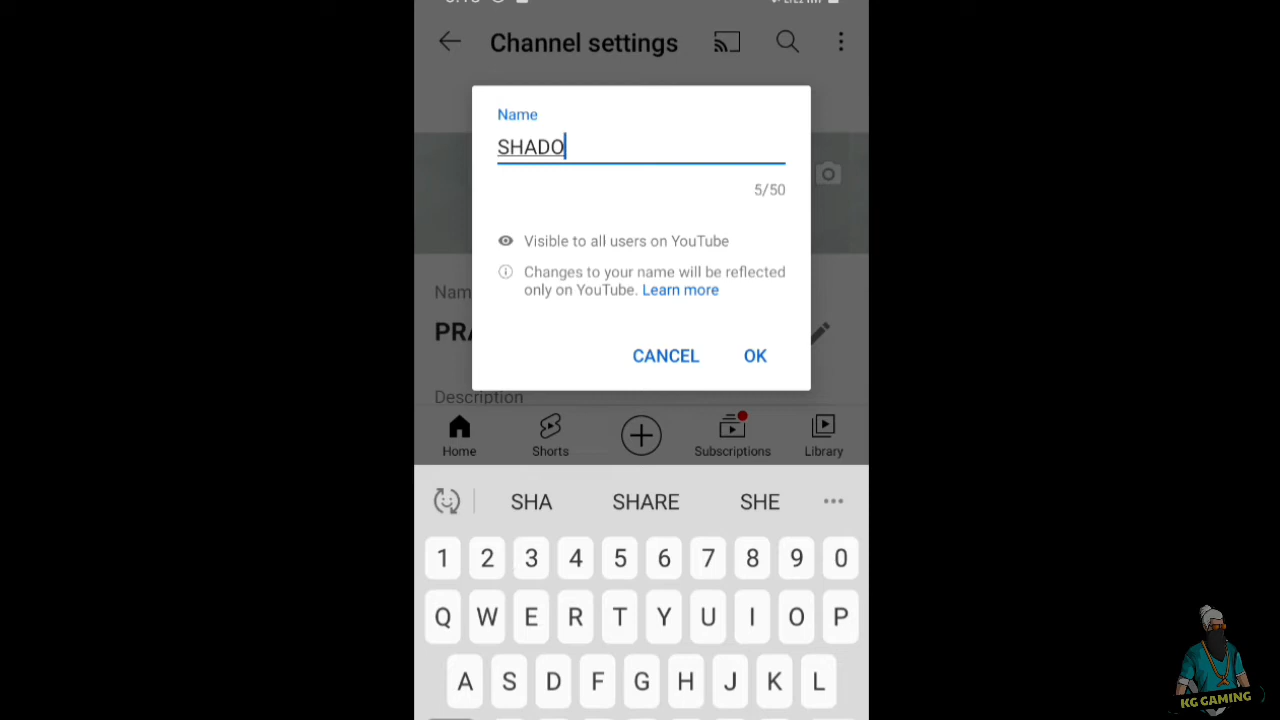 Channel settings
Name
SHADO
5/50
Visible to all users on YouTube
Changes to your name will be reflected
only on YouTube. Learn more
Nam
PRA
CANCEL OK
Description
Home Shorts Subscriptions Library
SHA SHARE SHE
1 2 3 4 5 6 7 8 9 0
Q W E R T Y U I O P
A S D F G H J K L
KG GAMING